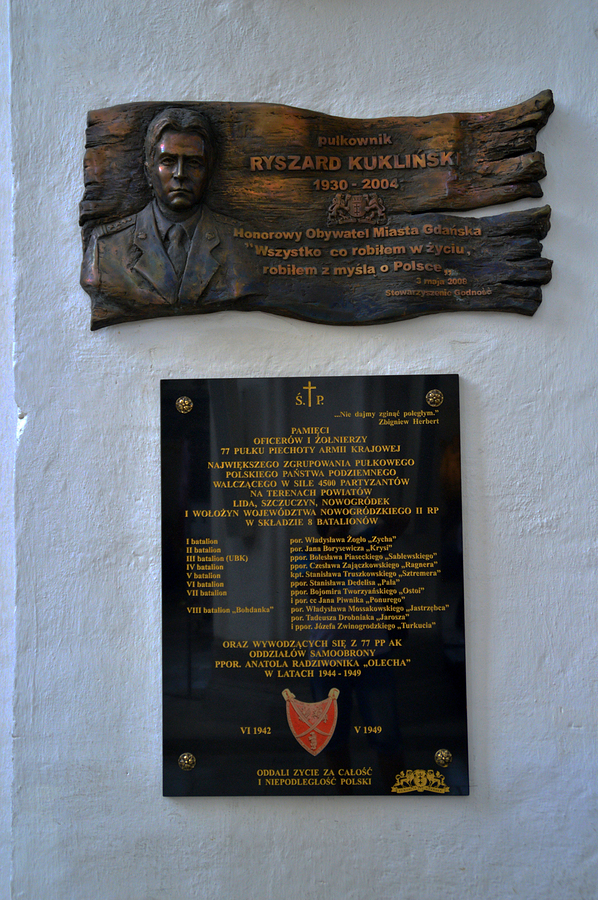 pułkownik
RYSZARD KUKLIŃSKI
1930 - 2004
Honorowy Obywatel Miasta Gdańska
"Wszystko co robiłem w życiu,
robiłem z myślą o Polsce „
3 maja 2008
Stowarzyszenie Godność
Ś. P.
„..Nie dajmy zginąć poległym."
Zbigniew Herbert
PAMIĘCI
OFICERÓW I ŻOŁNIERZY
77 PUŁKU PIECHOTY ARMII KRAJOWEJ
NAJWIĘKSZEGO ZGRUPOWANIA PUŁKOWEGO
POLSKIEGO PAŃSTWA PODZIEMNEGO
WALCZĄCEGO W SILE 4500 PARTYZANTÓW
NA TERENACH POWIATÓW
LIDA, SZCZUCZYN, NOWOGRÓDEK
I WOŁOŻYN WOJEWÓDZTWA NOWOGRÓDZKIEGO II RP
W SKŁADZIE 8 BATALIONÓW
I batalion por. Władysława Żogło „Zycha"
II batalion por. Jana Borysewicza „Krysi"
III batalion (UBK) ppor. Bolesława Piaseckiego „Sablewskiego"
IV batalion ppor. Czesława Zajączkowskiego „Ragnera"
V batalion kpt. Stanisława Truszkowskiego „Sztremera"
VI batalion ppor. Stanisława Dedelisa „Pala"
VII batalion ppor. Bojomira Tworzyańskiego „Ostoi"
i por. cc Jana Piwnika „Ponurego"
VIII batalion „Bohdanka" por. Władysława Mossakowskiego „Jastrzębca"
por. Tadeusza Drobniaka „Jarosza"
i ppor. Józefa Zwinogrodzkiego „Turkucia"
ORAZ WYWODZĄCYCH SIĘ Z 77 PP AK
ODDZIAŁÓW SAMOOBRONY
PPOR. ANATOLA RADZIWONIKA „OLECHA"
W LATACH 1944 - 1949
VI 1942 V 1949
ODDALI ZYCIE ZA CAŁOŚĆ
I NIEPODLEGŁOŚĆ POLSKI